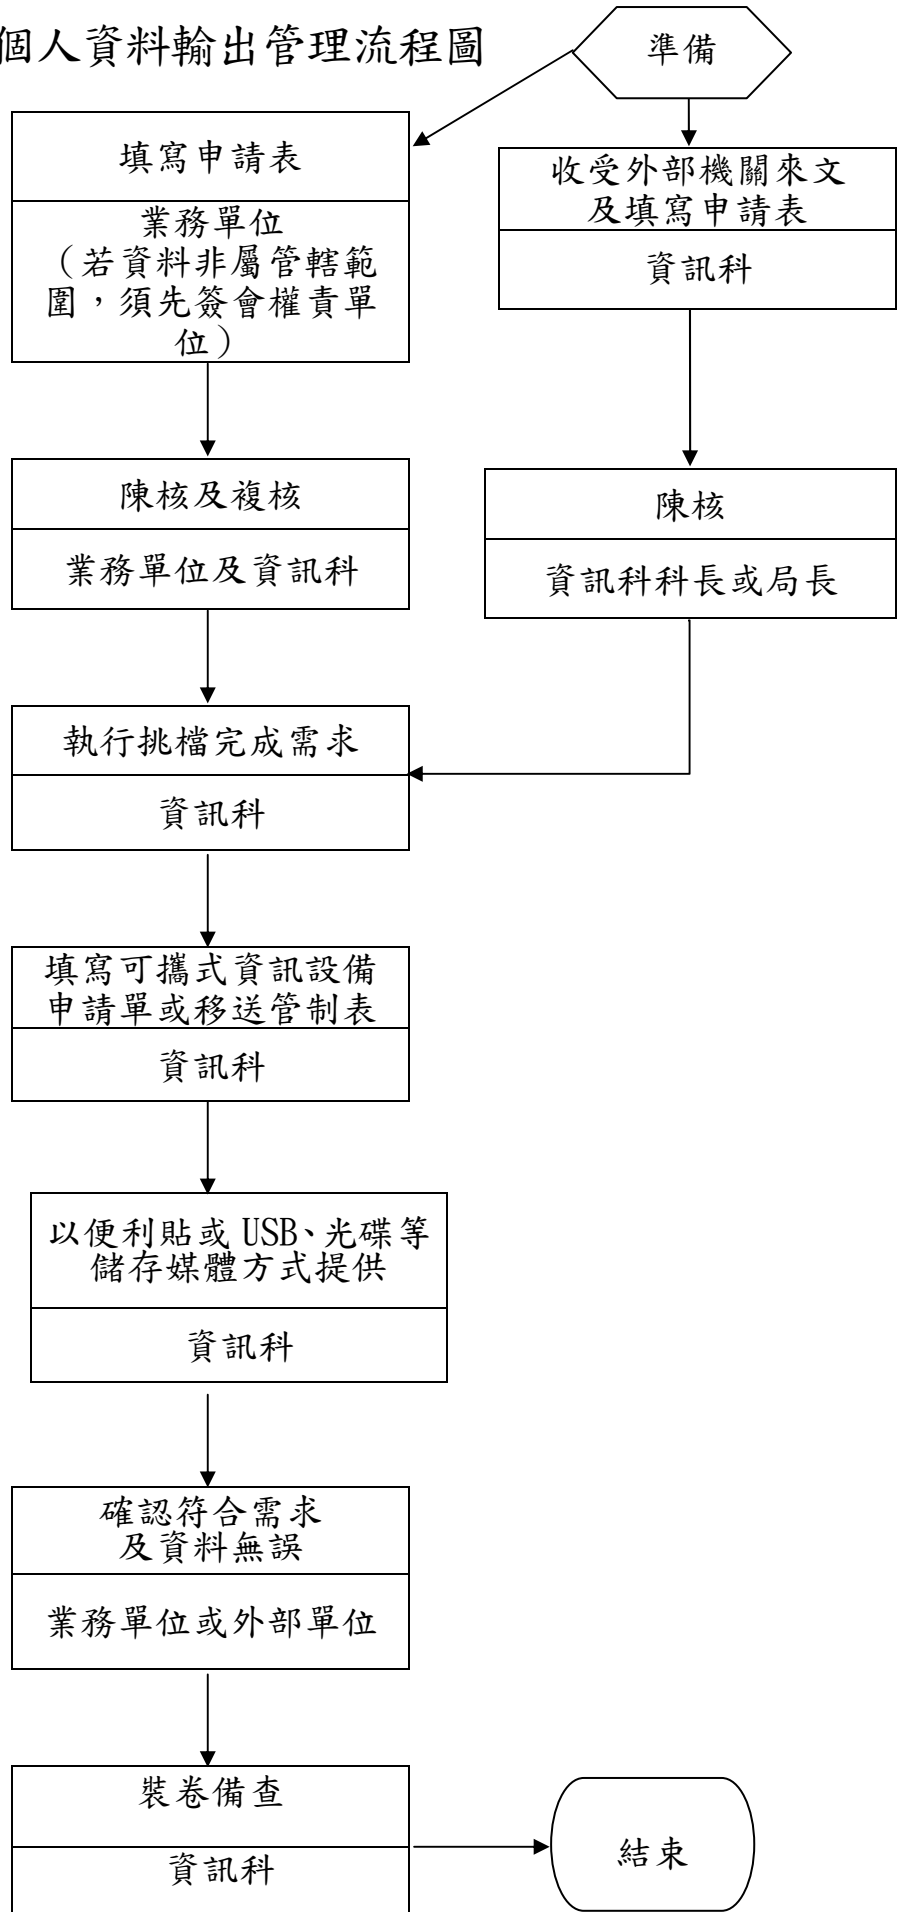 個人資料輸出管理流程圖
準備
填寫申請表
業務單位
（若資料非屬管轄範
圍，須先簽會權責單
位）
收受外部機關來文
及填寫申請表
資訊科
陳核及複核
業務單位及資訊科
陳核
資訊科科長或局長
執行挑檔完成需求
資訊科
填寫可攜式資訊設備
申請單或移送管制表
資訊科
以便利貼或 USB、光碟等
儲存媒體方式提供
資訊科
確認符合需求
及資料無誤
業務單位或外部單位
裝卷備查
資訊科
結束